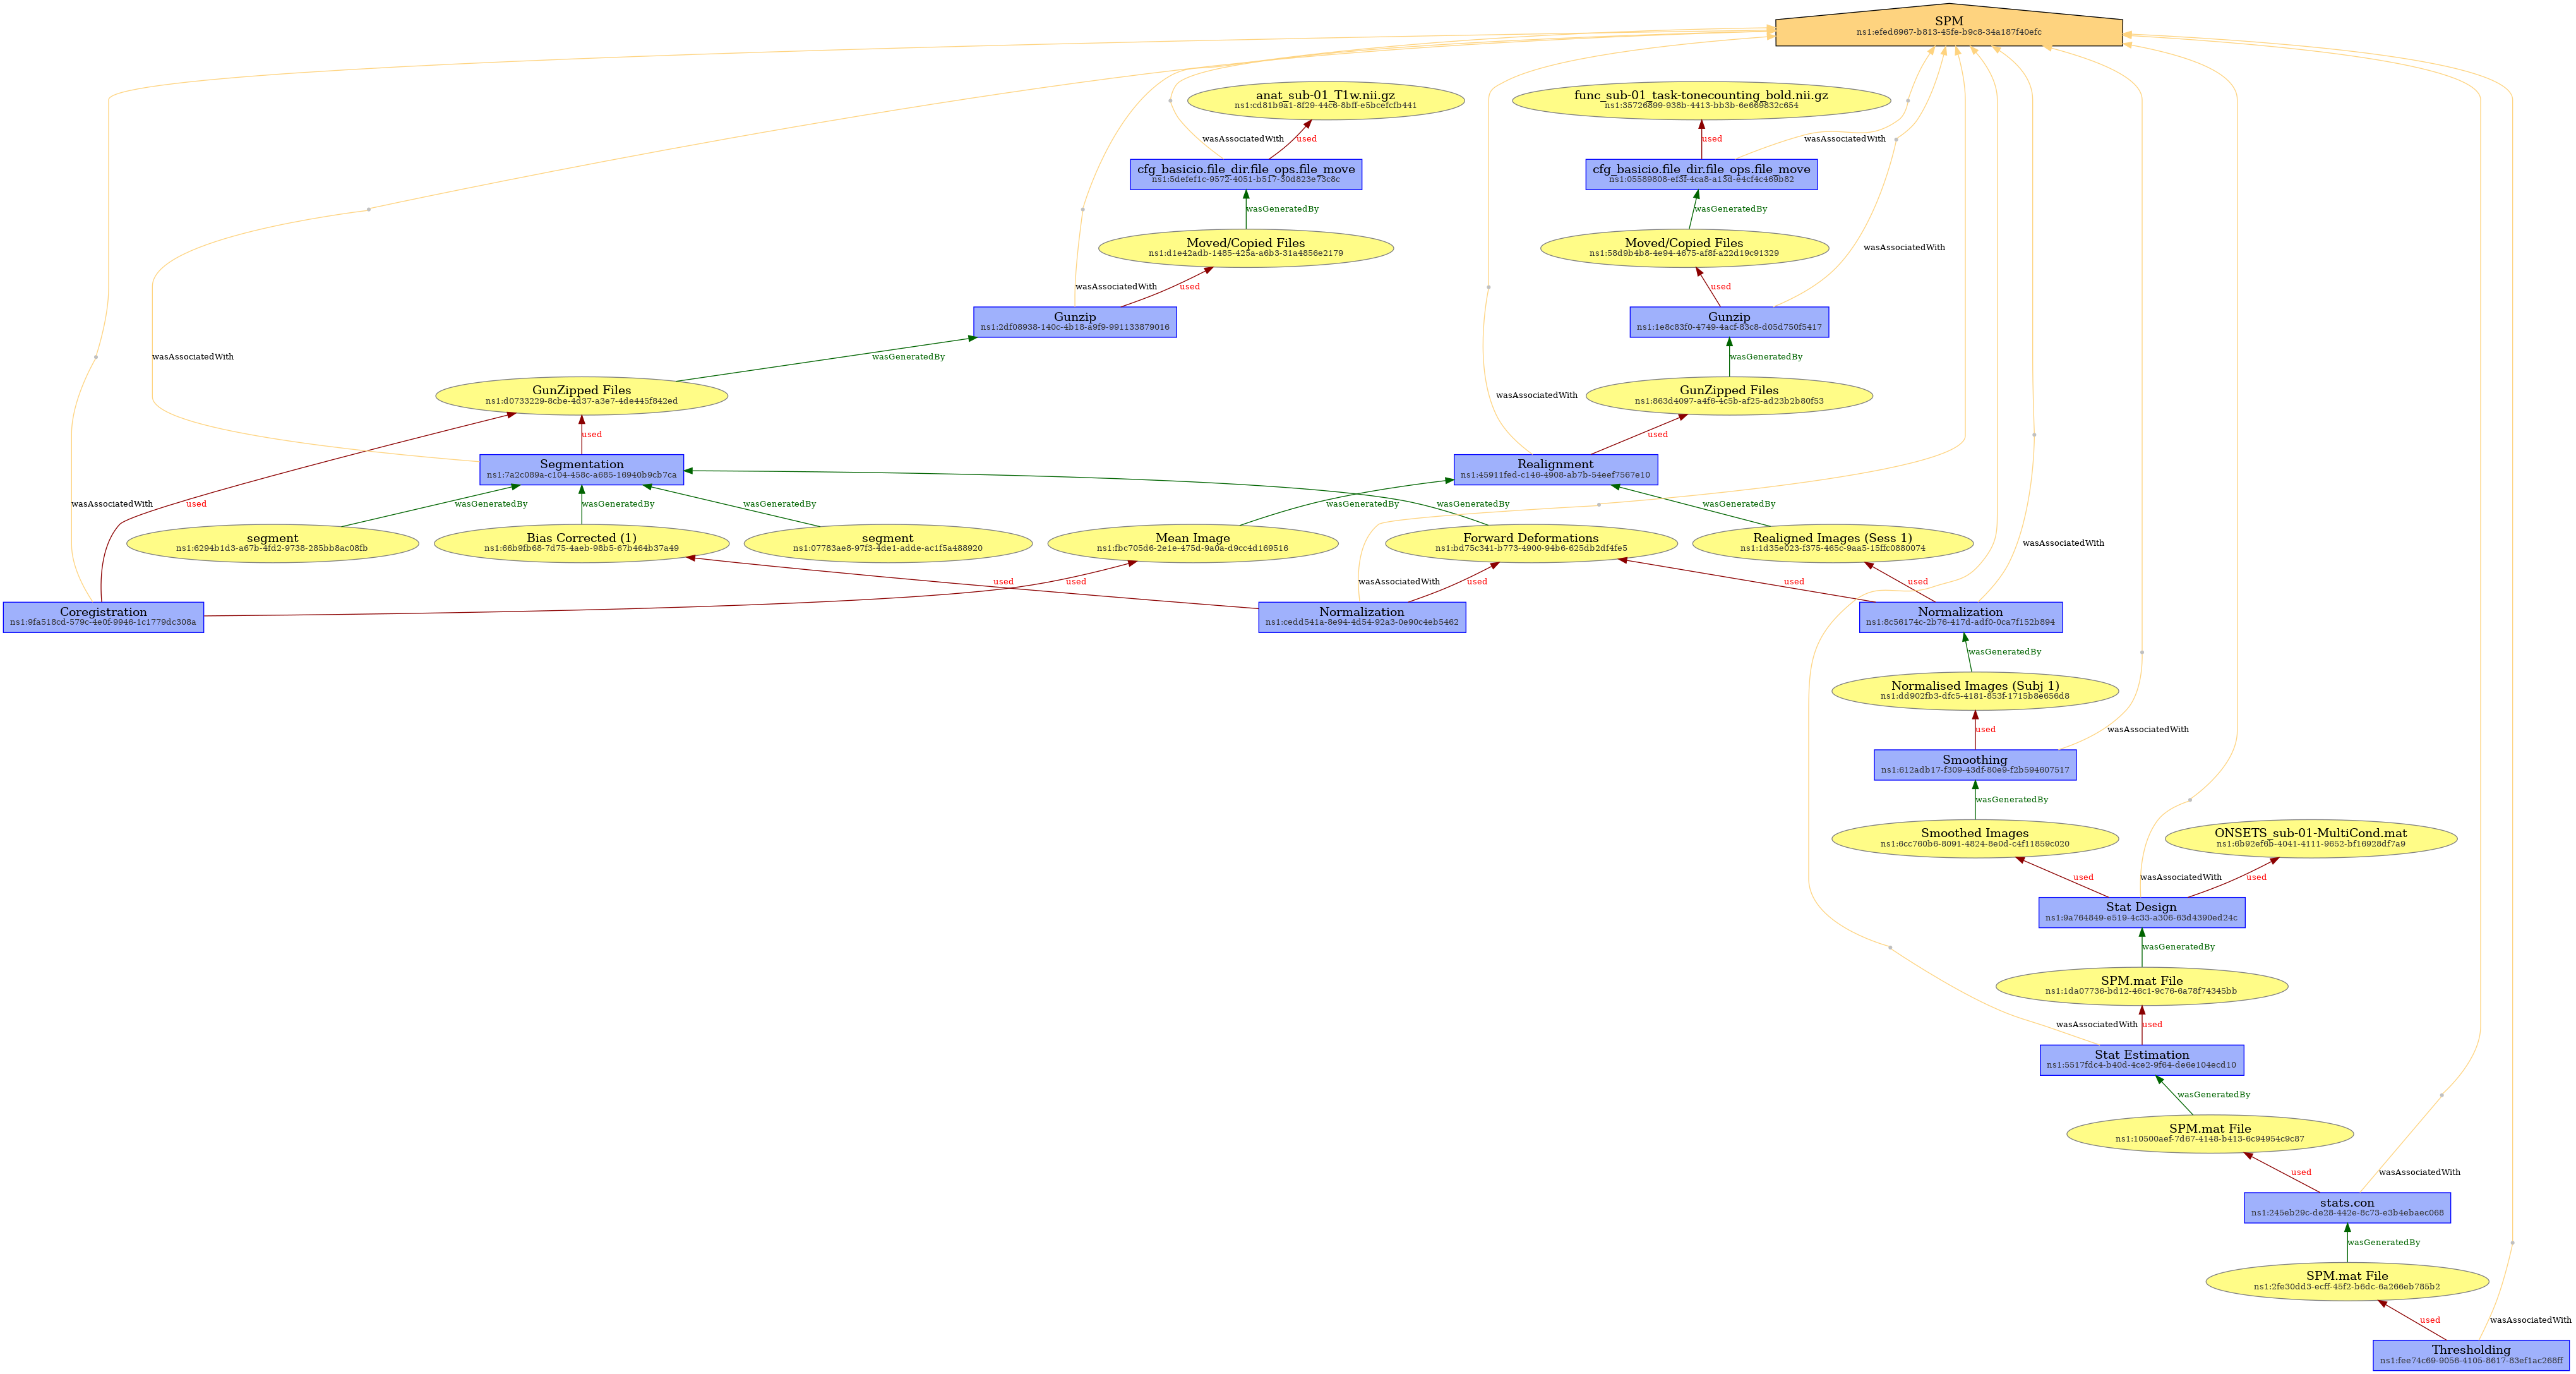 SPM
ns1:efed6967-b813-45fe-b9c8-34a187f40efc
anat_sub-01_T1w.nii.gz
ns1:cd81b9a1-8f29-44c6-8bff-e5bcefcfb441
func_sub-01_task-tonecounting_bold.nii.gz
ns1:35726899-938b-4413-bb3b-6e669832c654
wasAssociatedWith
used
used
wasAssociatedWith
cfg_basicio.file_dir.file_ops.file_move
ns1:5defef1c-9572-4051-b517-30d823e73c8c
cfg_basicio.file_dir.file_ops.file_move
ns1:05589808-ef3f-4ca8-a13d-e4cf4c469b82
wasGeneratedBy
wasGeneratedBy
Moved/Copied Files
ns1:d1e42adb-1485-425a-a6b3-31a4856e2179
Moved/Copied Files
ns1:58d9b4b8-4e94-4675-af8f-a22d19c91329
wasAssociatedWith
wasAssociatedWith
used
used
Gunzip
ns1:2df08938-140c-4b18-a9f9-991133879016
Gunzip
ns1:1e8c83f0-4749-4acf-83c8-d05d750f5417
wasAssociatedWith
wasGeneratedBy
wasGeneratedBy
GunZipped Files
ns1:d0733229-8cbe-4d37-a3e7-4de445f842ed
GunZipped Files
ns1:863d4097-a4f6-4c5b-af25-ad23b2b80f53
wasAssociatedWith
used
used
Segmentation
ns1:7a2c089a-c104-458c-a685-16940b9cb7ca
Realignment
ns1:45911fed-c146-4908-ab7b-54eef7567e10
wasAssociatedWith
used
wasGeneratedBy
wasGeneratedBy
wasGeneratedBy
wasGeneratedBy
wasGeneratedBy
wasGeneratedBy
segment
ns1:6294b1d3-a67b-4fd2-9738-285bb8ac08fb
Bias Corrected (1)
ns1:66b9fb68-7d75-4aeb-98b5-67b464b37a49
segment
ns1:07783ae8-97f3-4de1-adde-ac1f5a488920
Mean Image
ns1:fbc705d6-2e1e-475d-9a0a-d9cc4d169516
Forward Deformations
ns1:bd75c341-b773-4900-94b6-625db2df4fe5
Realigned Images (Sess 1)
ns1:1d35e023-f375-465c-9aa5-15ffc0880074
wasAssociatedWith
used
used
wasAssociatedWith
used
used
used
Coregistration
ns1:9fa518cd-579c-4e0f-9946-1c1779dc308a
Normalization
ns1:cedd541a-8e94-4d54-92a3-0e90c4eb5462
Normalization
ns1:8c56174c-2b76-417d-adf0-0ca7f152b894
wasGeneratedBy
Normalised Images (Subj 1)
ns1:dd902fb3-dfc5-4181-853f-1715b8e656d8
used
wasAssociatedWith
Smoothing
ns1:612adb17-f309-43df-80e9-f2b594607517
wasGeneratedBy
Smoothed Images
ns1:6cc760b6-8091-4824-8e0d-c4f11859c020
ONSETS_sub-01-MultiCond.mat
ns1:6b92ef6b-4041-4111-9652-bf16928df7a9
used
wasAssociatedWith
used
Stat Design
ns1:9a764849-e519-4c33-a306-63d4390ed24c
wasGeneratedBy
SPM.mat File
ns1:1da07736-bd12-46c1-9c76-6a78f74345bb
wasAssociatedWith
used
Stat Estimation
ns1:5517fdc4-b40d-4ce2-9f64-de6e104ecd10
wasGeneratedBy
SPM.mat File
ns1:10500aef-7d67-4148-b413-6c94954c9c87
used
wasAssociatedWith
stats.con
ns1:245eb29c-de28-442e-8c73-e3b4ebaec068
wasGeneratedBy
SPM.mat File
ns1:2fe30dd3-ecff-45f2-b6dc-6a266eb785b2
used
wasAssociatedWith
Thresholding
ns1:fee74c69-9056-4105-8617-83ef1ac268ff